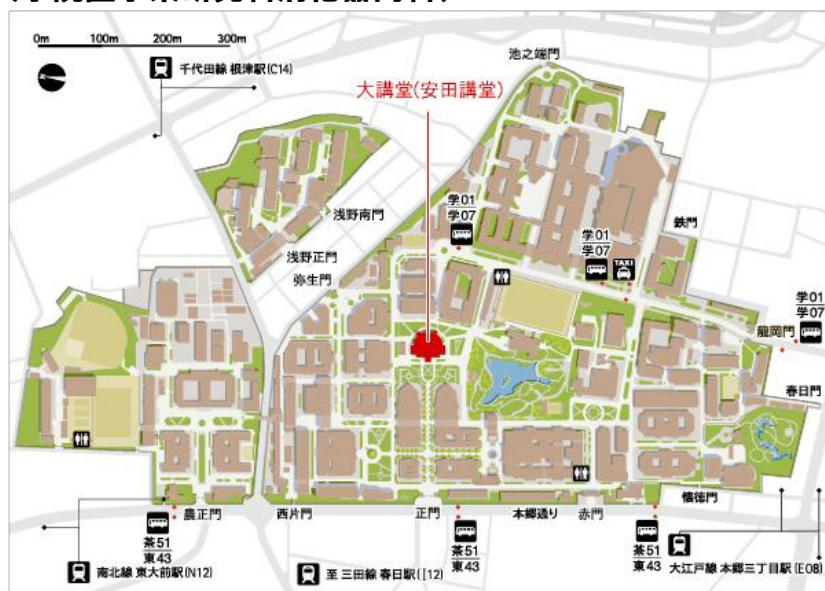 0m 100m 200m 300m
千代田線 根津駅(C14)
池之端門
大講堂(安田講堂)
学01
学07
浅野南門
学01
学07
TAXI
鉄門
浅野正門
弥生門
学01
学07
龍岡門
春日門
農正門
西片門
正門
本郷通り
赤門
懐徳門
茶51
東43
茶51
東43
茶51
東43
南北線 東大前駅(N12)
至 三田線 春日駅(I12)
大江戸線 本郷三丁目駅(E08)